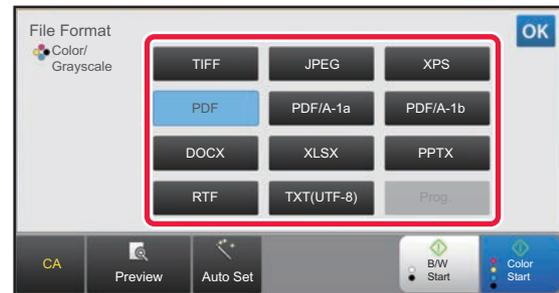 File Format
OK
Color/
Grayscale
TIFF JPEG XPS
PDF PDF/A-1a PDF/A-1b
DOCX XLSX PPTX
RTF TXT(UTF-8) Prog.
CA
Preview
Auto Set
B/W
Start
Color
Start